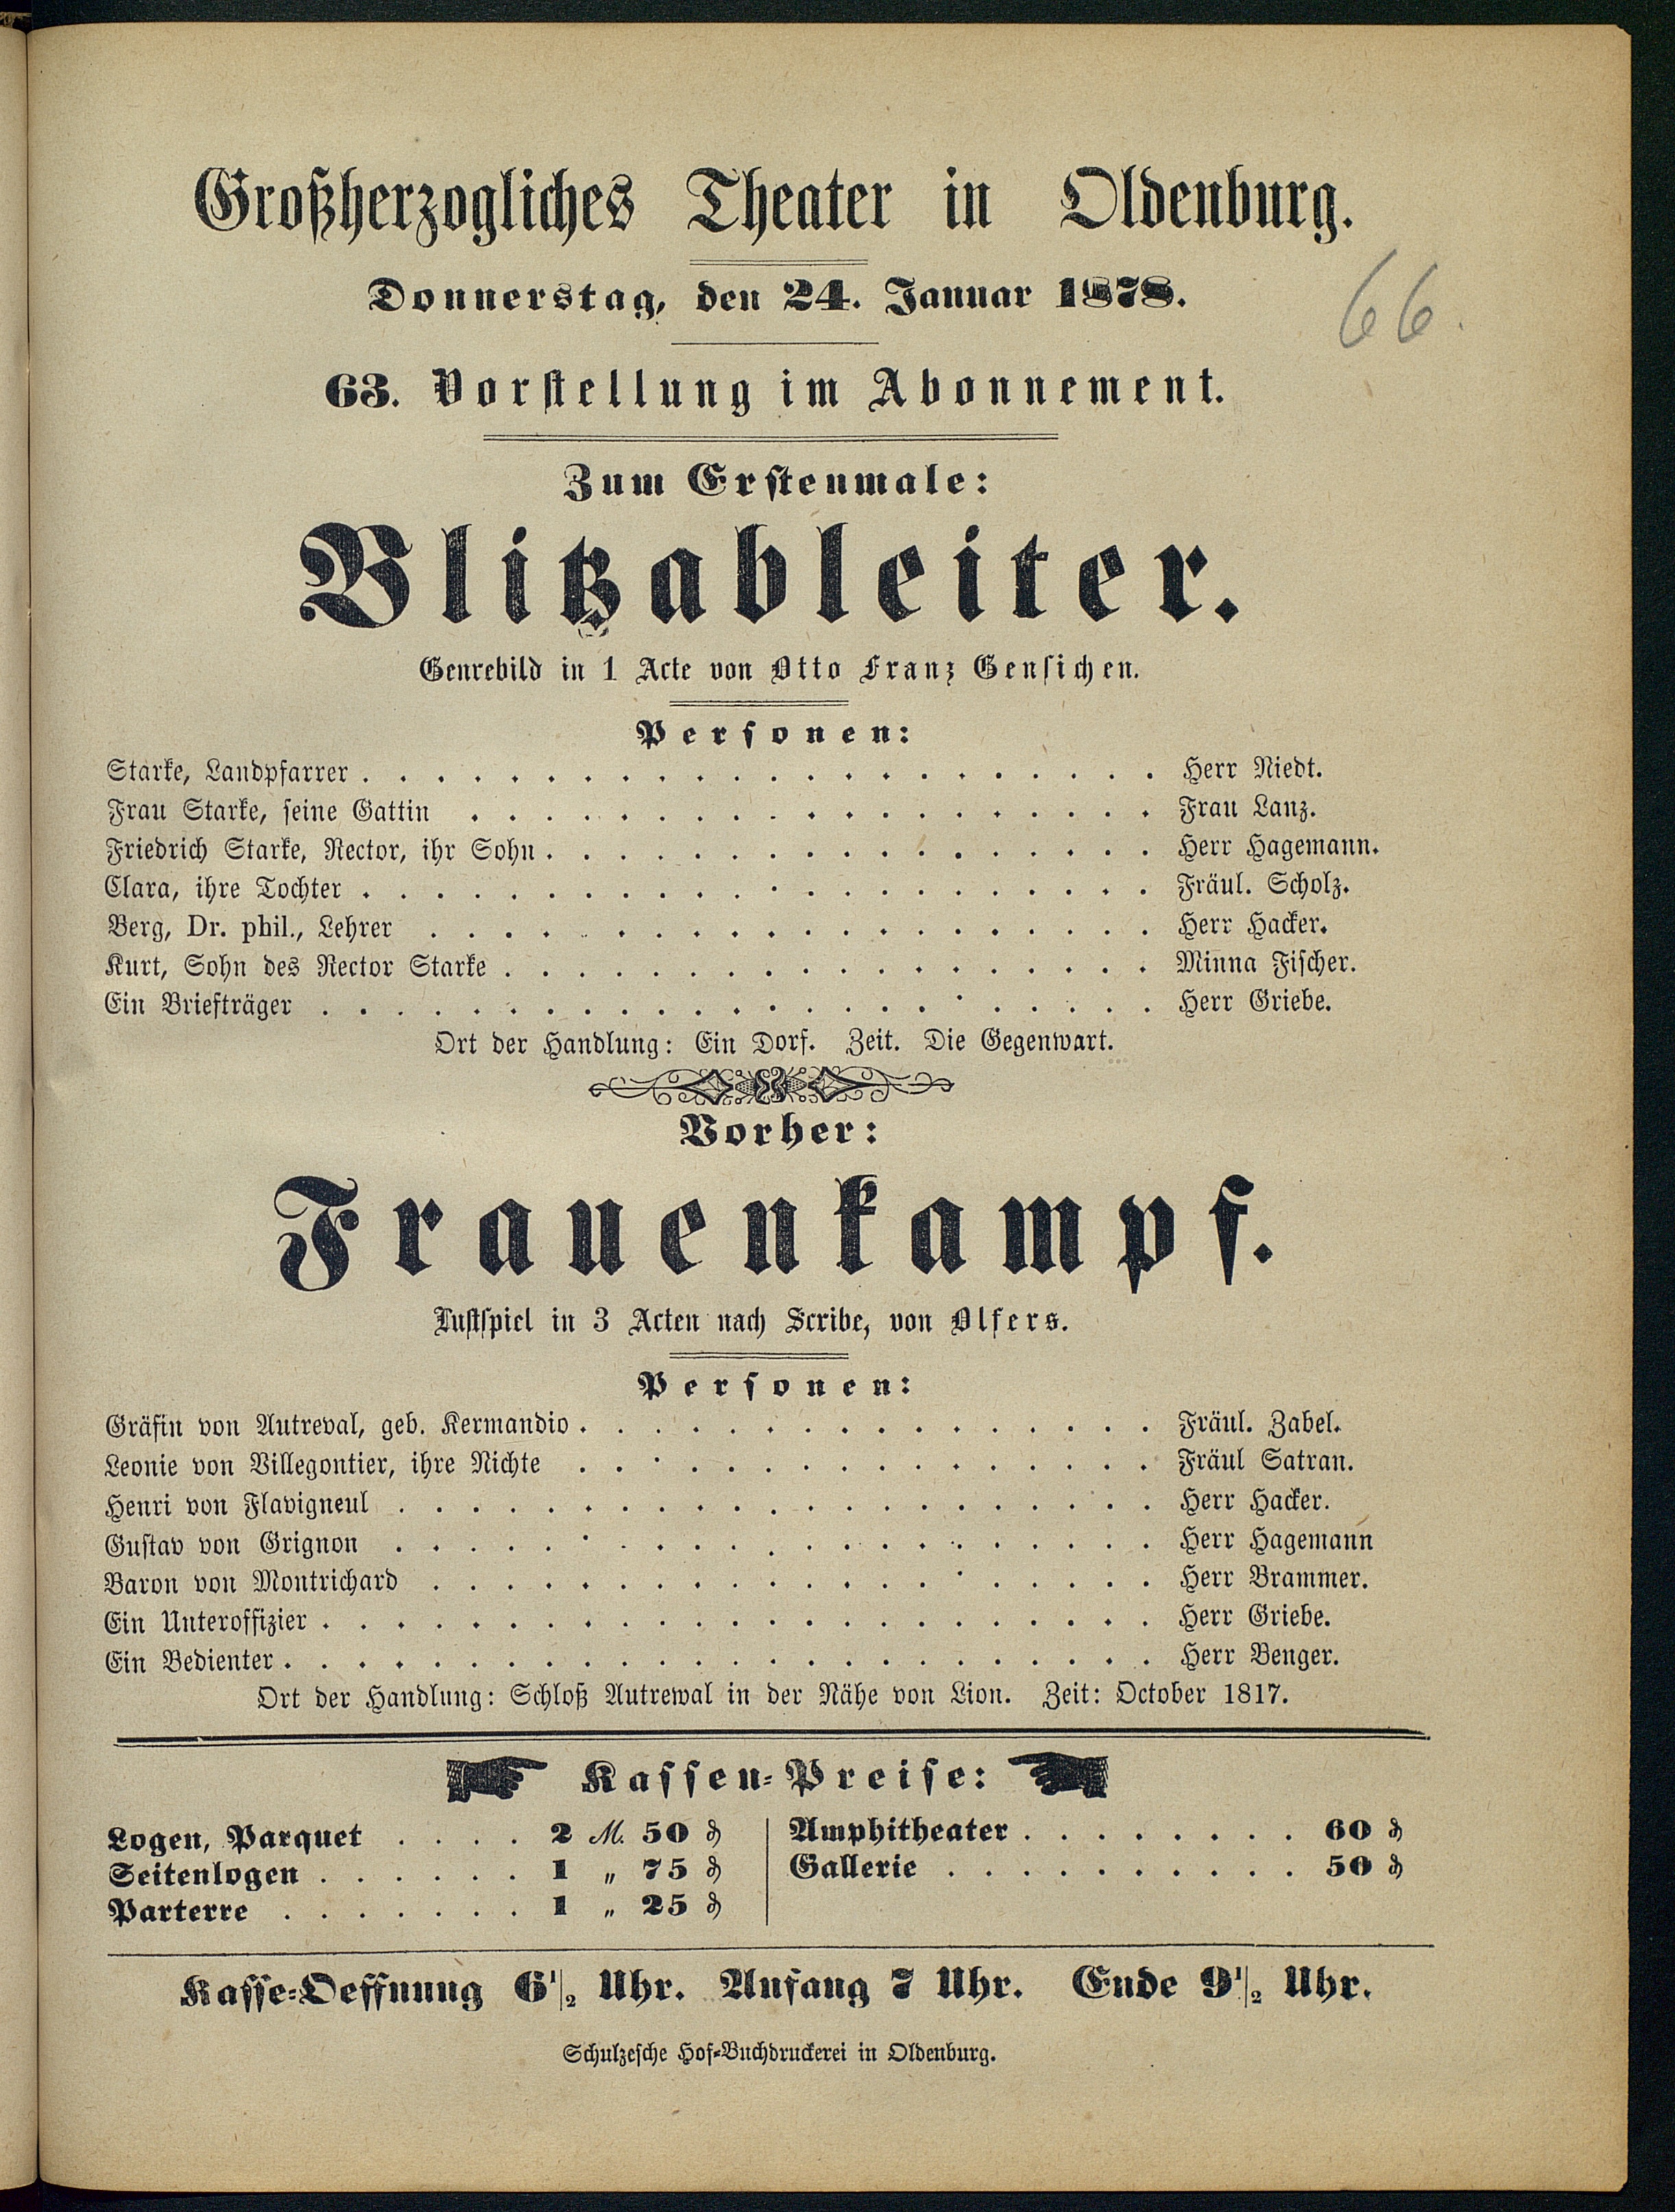 Großherzogliches Theater in Oldenburg.
Donnerstag, den 24. Januar 1878.
66.
63. Vorstellung im Abonnement.
Zum Erstenmale:
Blitzableiter.
Genrebild in 1 Acte von Otto Franz Gensichen.
Personen:
Starke, Landpfarrer . . . . . . . . . . Herr Niedt.
Frau Starke, seine Gattin . . . . . . . . . . Frau Lanz.
Friedrich Starke, Rector, ihr Sohn . . . . . . . . . . Herr Hagemann.
Clara, ihre Tochter . . . . . . . . . . Fräul. Scholz.
Berg, Dr. phil., Lehrer . . . . . . . . . . Herr Hacker.
Kurt, Sohn des Rector Starke . . . . . . . . . . Minna Fischer.
Ein Briefträger . . . . . . . . . . Herr Griebe.
Ort der Handlung: Ein Dorf. Zeit. Die Gegenwart.
Vorher:
Frauenkampf.
Lustspiel in 3 Acten nach Scribe, von Olfers.
Personen:
Gräfin von Autreval, geb. Kermandio . . . . . . . . . . Fräul. Zabel.
Leonie von Villegontier, ihre Nichte . . . . . . . . . . Fräul Satran.
Henri von Flavigneul . . . . . . . . . . Herr Hacker.
Gustav von Grignon . . . . . . . . . . Herr Hagemann
Baron von Montrichard . . . . . . . . . . Herr Brammer.
Ein Unteroffizier . . . . . . . . . . Herr Griebe.
Ein Bedienter . . . . . . . . . . Herr Benger.
Ort der Handlung: Schloß Autrewal in der Nähe von Lion. Zeit: October 1817.
Kassen-Preise:
Logen, Parquet . . . . 2 M. 50 ₰
Seitenlogen . . . . . . 1 „ 75 ₰
Parterre . . . . . . . 1 „ 25 ₰
Amphitheater . . . . . . . . 60 ₰
Gallerie . . . . . . . . . . 50 ₰
Kasse-Oeffnung 6 1/2 Uhr. Anfang 7 Uhr. Ende 9 1/2 Uhr.
Schulzesche Hof-Buchdruckerei in Oldenburg.